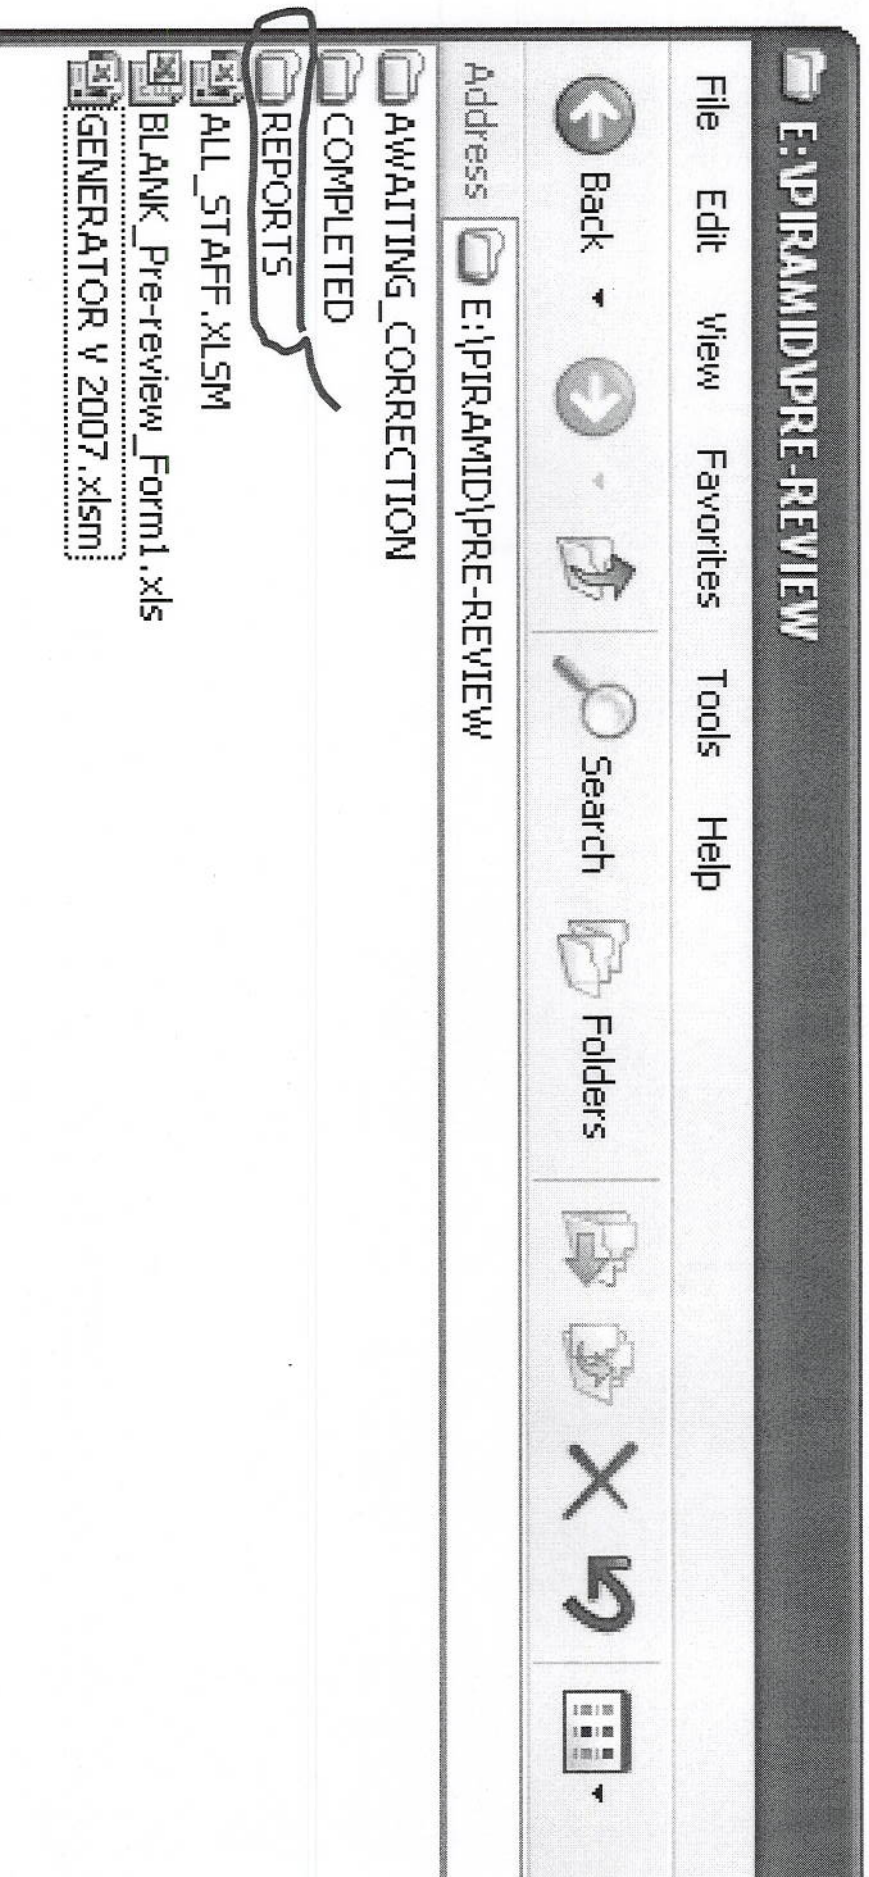 E:\PIRAMID\PRE-REVIEW
File Edit View Favorites Tools Help
Back Search Folders
Address E:\PIRAMID\PRE-REVIEW
AWAITING_CORRECTION
COMPLETED
REPORTS
ALL_STAFF.XLSM
BLANK_Pre-review_Form1.xls
GENERATOR V 2007.xlsm